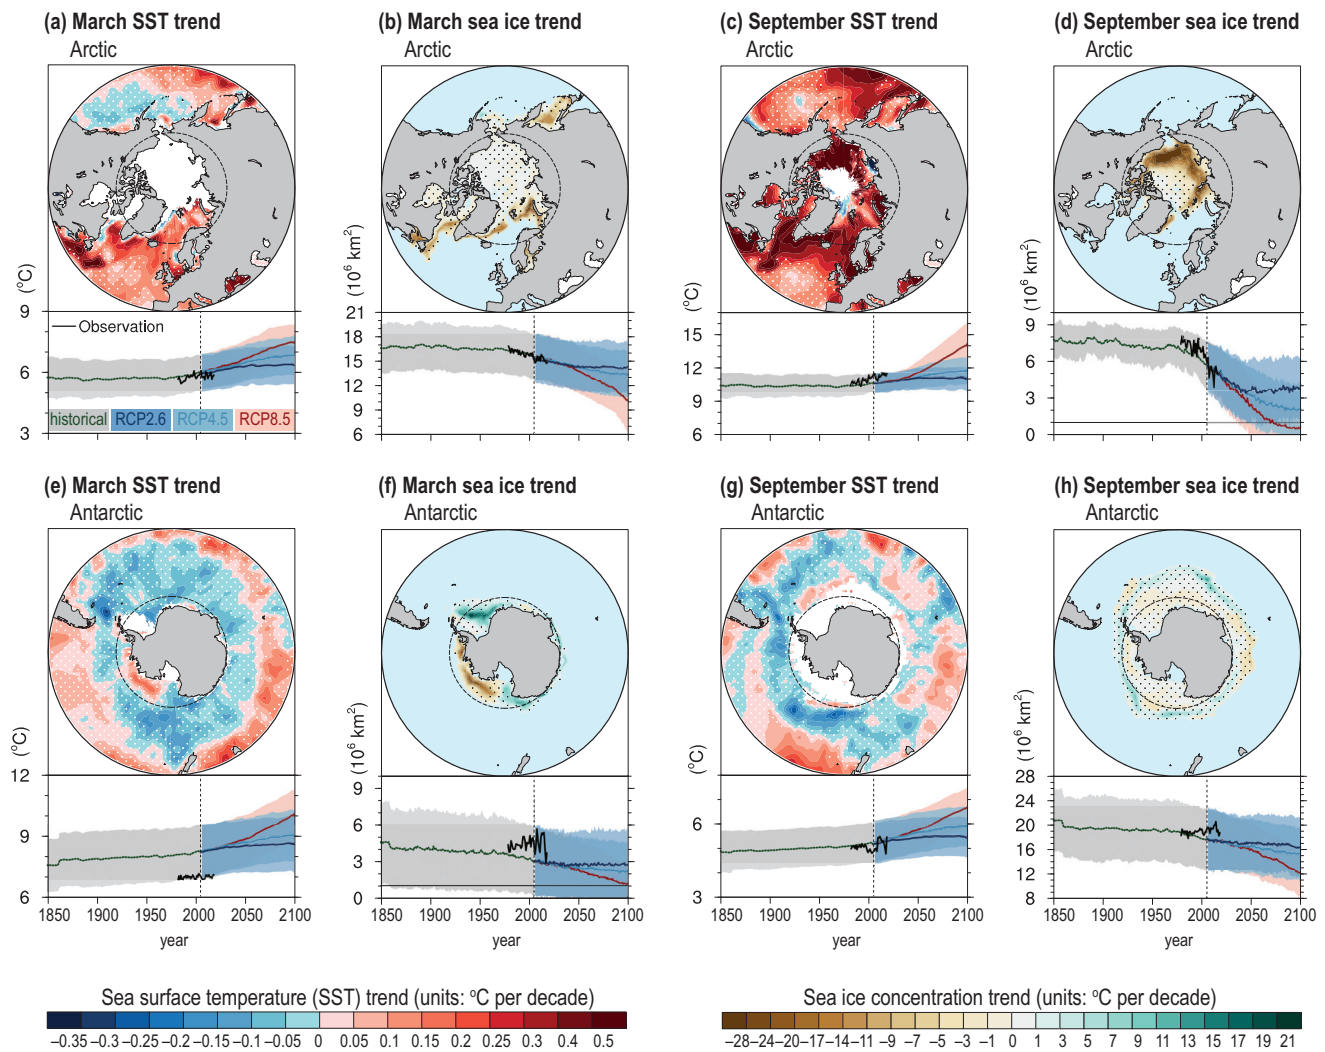 (a) March SST trend
Arctic
(b) March sea ice trend
Arctic
(c) September SST trend
Arctic
(d) September sea ice trend
Arctic
(°C)
9
6
3
Observation
historical RCP2.6 RCP4.5 RCP8.5
(10⁶ km²)
21
18
15
12
9
6
(°C)
15
12
9
6
(10⁶ km²)
9
6
3
0
(e) March SST trend
Antarctic
(f) March sea ice trend
Antarctic
(g) September SST trend
Antarctic
(h) September sea ice trend
Antarctic
(°C)
12
9
6
1850 1900 1950 2000 2050 2100
year
(10⁶ km²)
9
6
3
0
1850 1900 1950 2000 2050 2100
year
(°C)
6
3
1850 1900 1950 2000 2050 2100
year
(10⁶ km²)
28
24
20
16
12
8
1850 1900 1950 2000 2050 2100
year
Sea surface temperature (SST) trend (units: °C per decade)
−0.35 −0.3 −0.25 −0.2 −0.15 −0.1 −0.05 0 0.05 0.1 0.15 0.2 0.25 0.3 0.4 0.5
Sea ice concentration trend (units: °C per decade)
−28 −24 −20 −17 −14 −11 −9 −7 −5 −3 −1 0 1 3 5 7 9 11 13 15 17 19 21